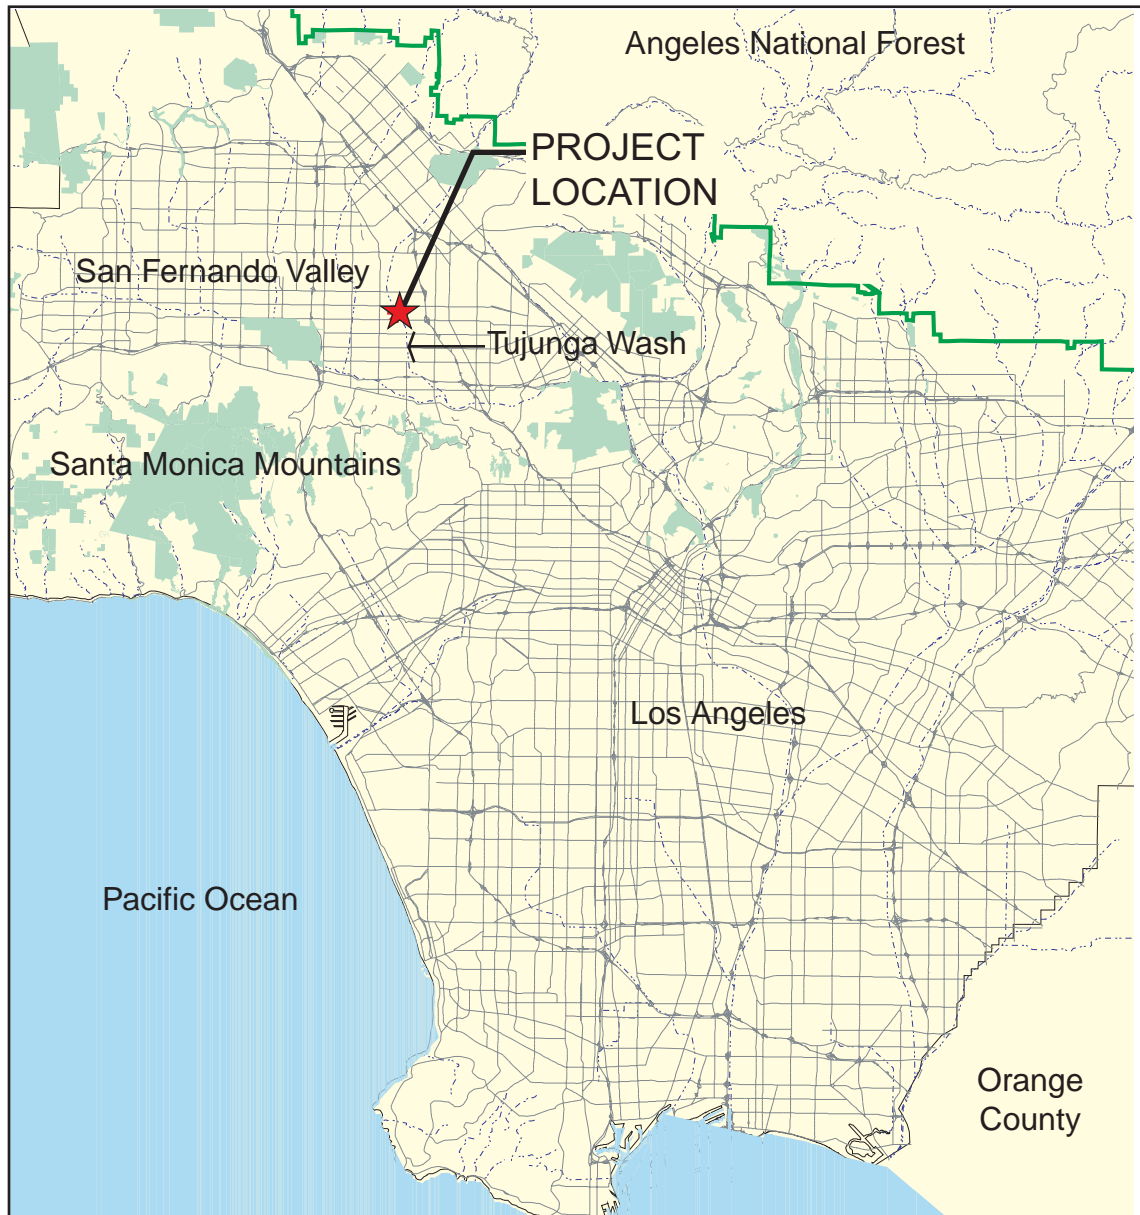 Angeles National Forest
PROJECT
LOCATION
San Fernando Valley
Tujunga Wash
Santa Monica Mountains
Los Angeles
Pacific Ocean
Orange
County